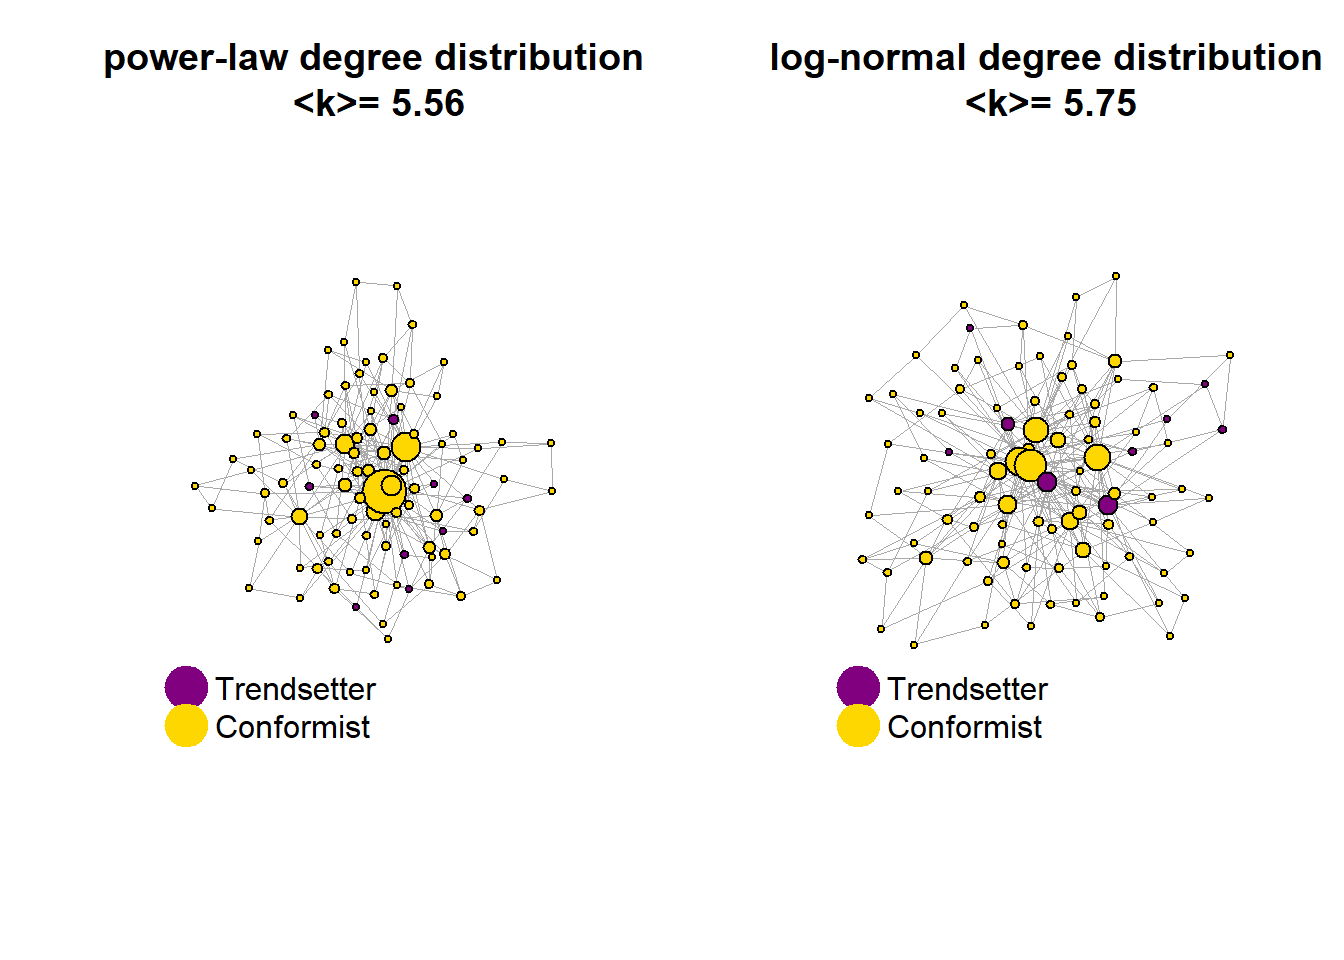 power-law degree distribution
<k>= 5.56
log-normal degree distribution
<k>= 5.75
Trendsetter
Conformist
Trendsetter
Conformist